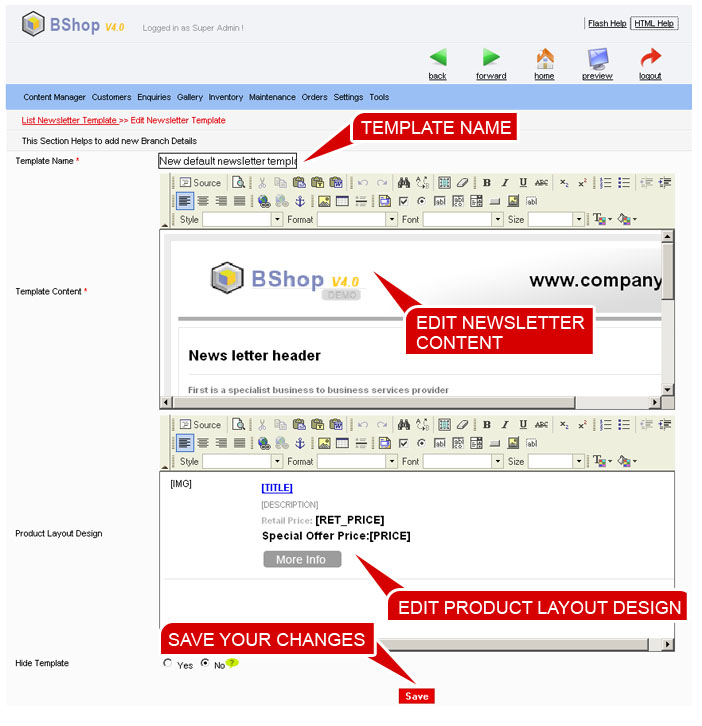 BShop V4.0 Logged in as Super Admin ! Flash Help HTML Help
back forward home preview logout
Content Manager Customers Enquiries Gallery Inventory Maintenance Orders Settings Tools
List Newsletter Template >> Edit Newsletter Template
TEMPLATE NAME
This Section Helps to add new Branch Details
Template Name * New default newsletter templa
Source B I U ABC
Style Format Font Size
Template Content *
BShop V4.0
DEMO
www.company
EDIT NEWSLETTER
CONTENT
News letter header
First is a specialist business to business services provider
Source B I U ABC
Style Format Font Size
Product Layout Design
[IMG] [TITLE]
[DESCRIPTION]
Retail Price: [RET_PRICE]
Special Offer Price:[PRICE]
More Info
EDIT PRODUCT LAYOUT DESIGN
SAVE YOUR CHANGES
Hide Template Yes No ?
Save